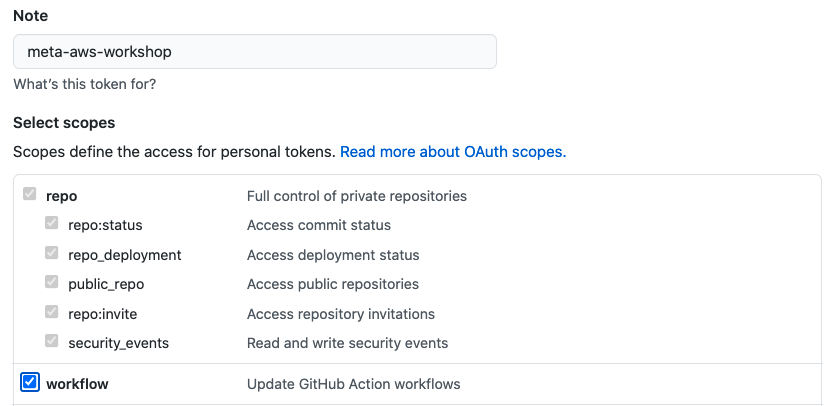 Note
meta-aws-workshop
What's this token for?
Select scopes
Scopes define the access for personal tokens. Read more about OAuth scopes.
repo Full control of private repositories
repo:status Access commit status
repo_deployment Access deployment status
public_repo Access public repositories
repo:invite Access repository invitations
security_events Read and write security events
workflow Update GitHub Action workflows